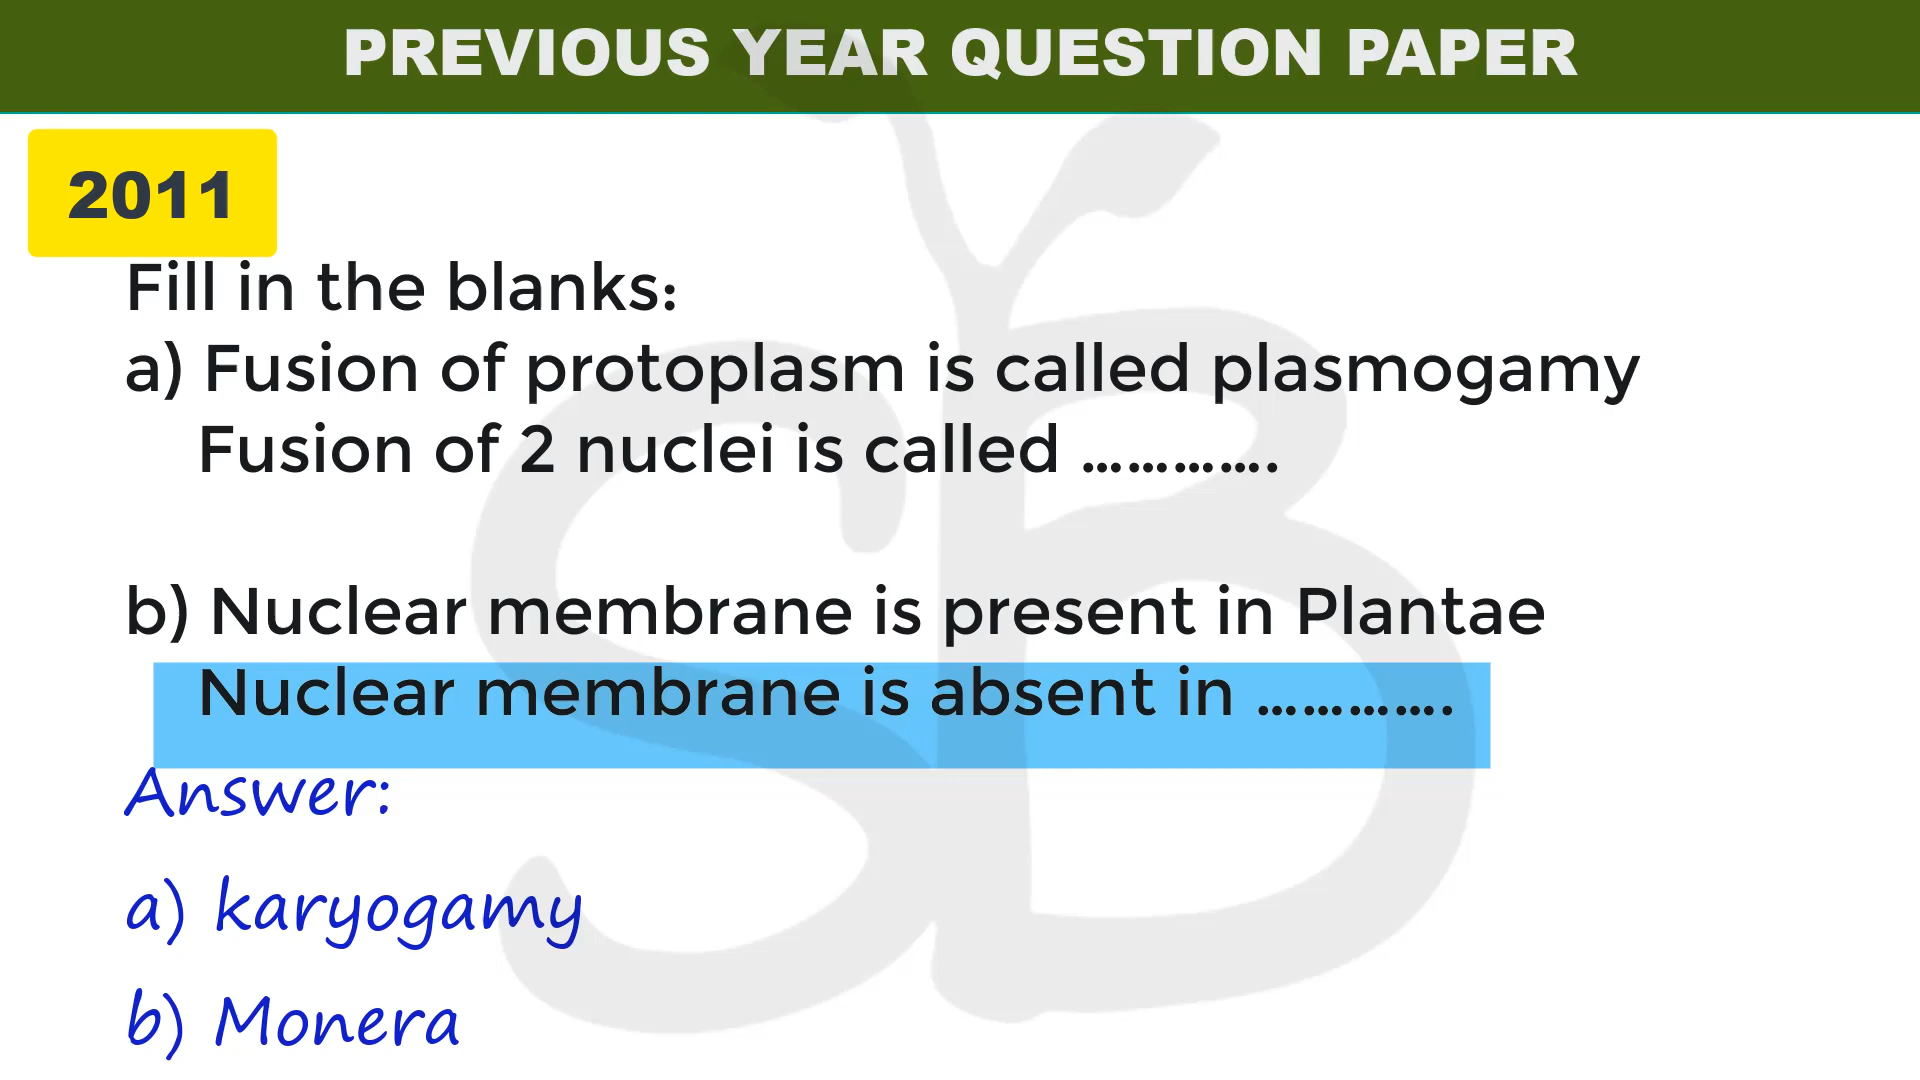 PREVIOUS YEAR QUESTION PAPER
2011
Fill in the blanks:
a) Fusion of protoplasm is called plasmogamy
Fusion of 2 nuclei is called ………….
b) Nuclear membrane is present in Plantae
Nuclear membrane is absent in ………….
Answer:
a) karyogamy
b) Monera